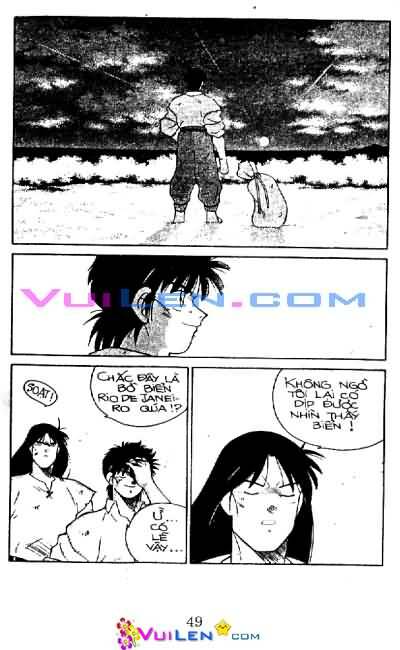 VuiLen.com
SOẠT!
CHẮC ĐÂY LÀ
BỜ BIỂN
RIO DE JANEI-
RO QUÁ!?
Ừ...
CÓ
LẼ
VẬY...
KHÔNG NGỜ
TÔI LẠI CÓ
DỊP ĐƯỢC
NHÌN THẤY
BIỂN!
49
VuiLen.com